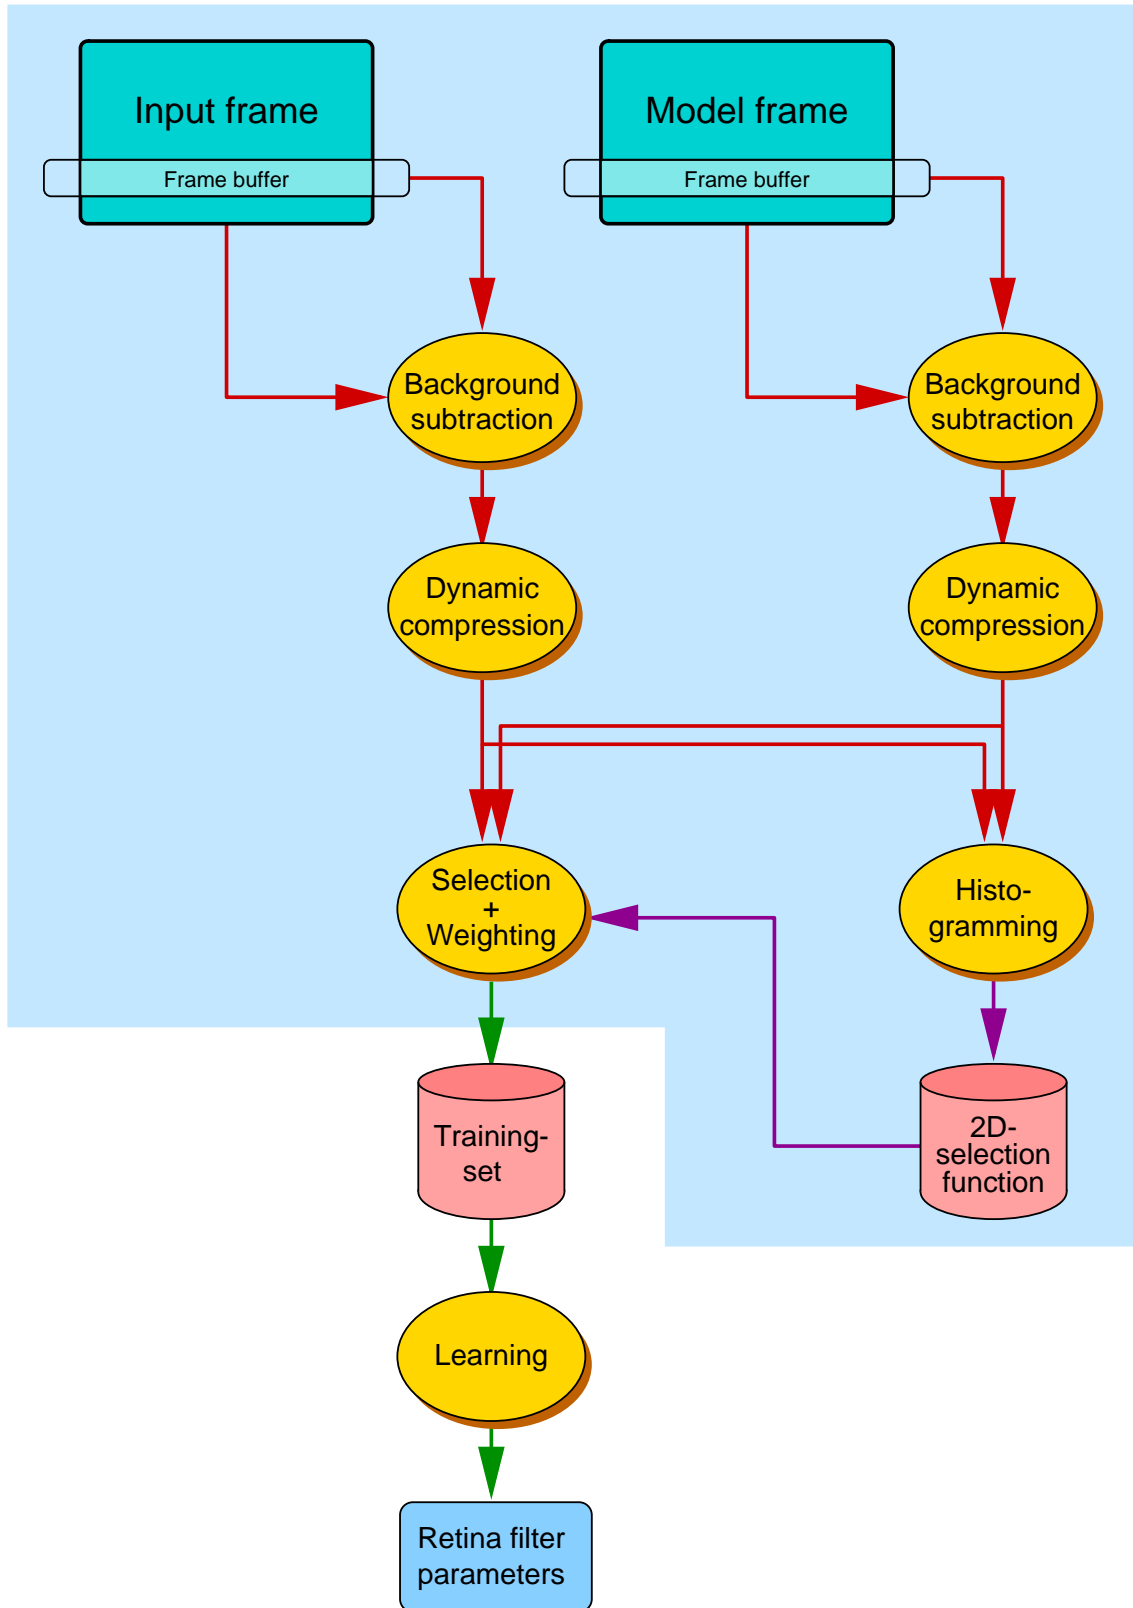 Input frame
Model frame
Frame buffer
Frame buffer
Background
subtraction
Background
subtraction
Dynamic
compression
Dynamic
compression
Selection
+
Weighting
Histo-
gramming
Training-
set
2D-
selection
function
Learning
Retina filter
parameters